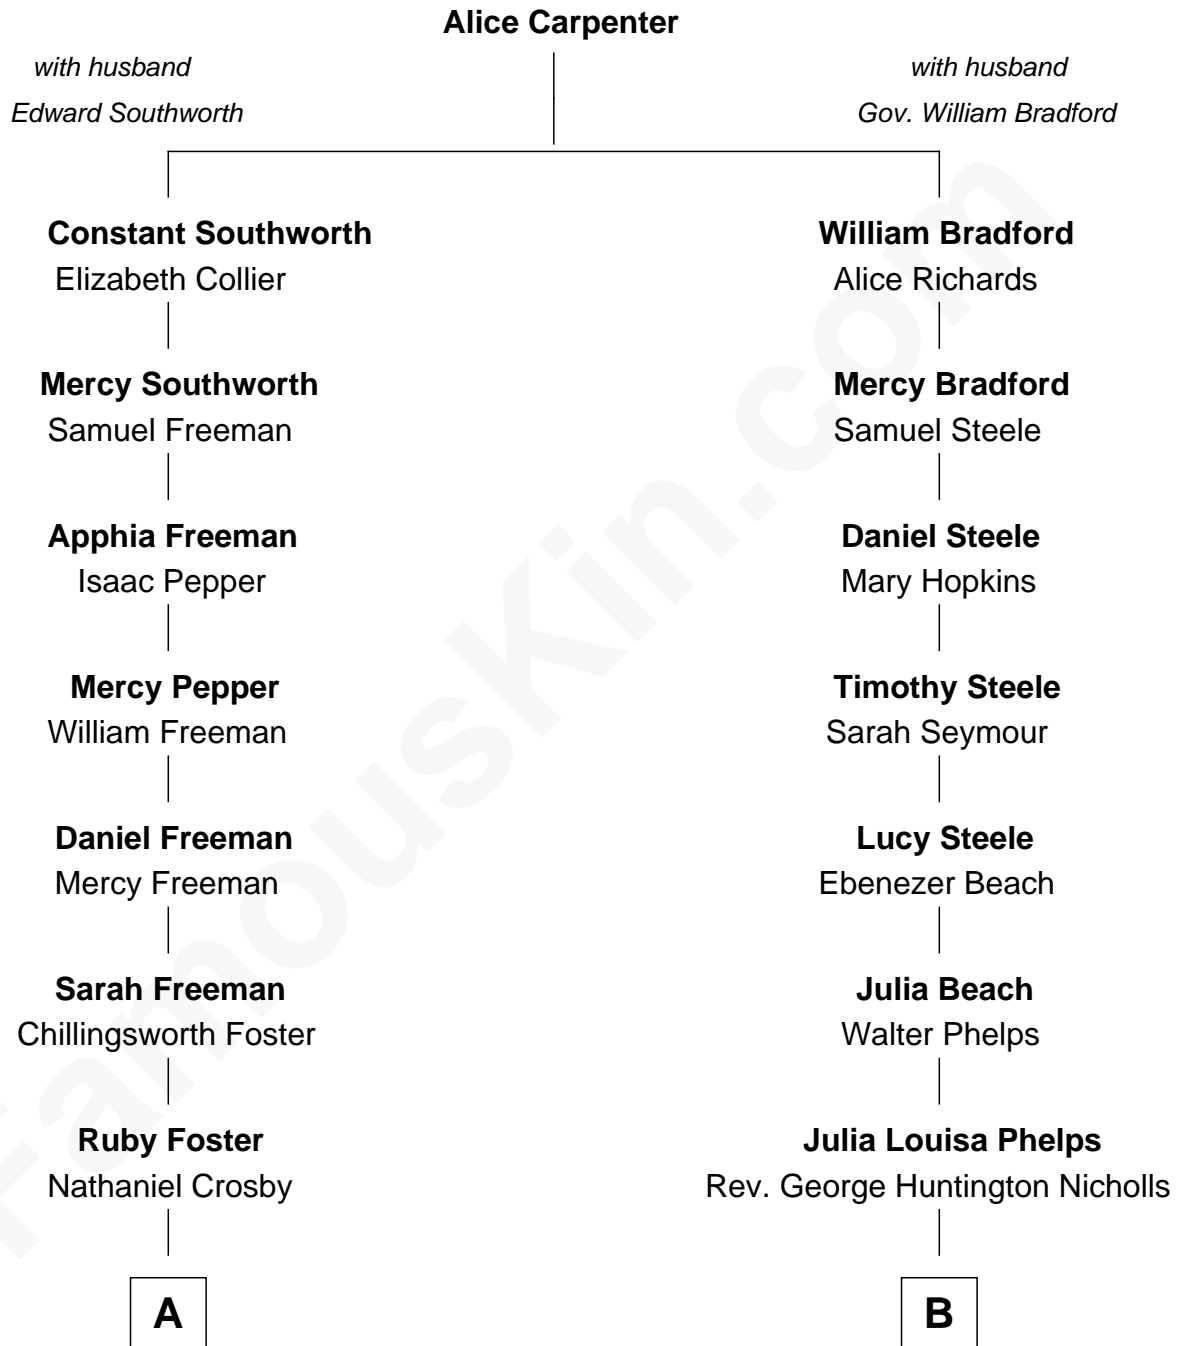 Alice Carpenter
with husband
Edward Southworth
with husband
Gov. William Bradford
Constant Southworth
Elizabeth Collier
William Bradford
Alice Richards
Mercy Southworth
Samuel Freeman
Mercy Bradford
Samuel Steele
Apphia Freeman
Isaac Pepper
Daniel Steele
Mary Hopkins
Mercy Pepper
William Freeman
Timothy Steele
Sarah Seymour
Daniel Freeman
Mercy Freeman
Lucy Steele
Ebenezer Beach
Sarah Freeman
Chillingsworth Foster
Julia Beach
Walter Phelps
Ruby Foster
Nathaniel Crosby
Julia Louisa Phelps
Rev. George Huntington Nicholls
A
B
FamousKin.com